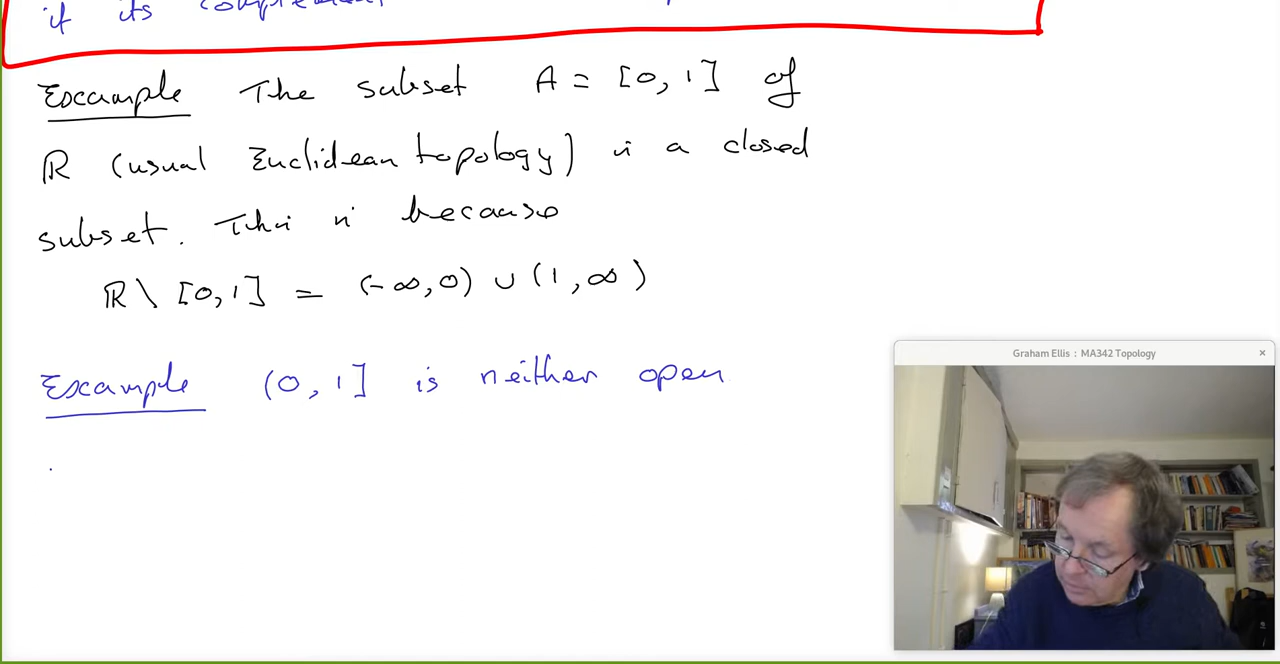 if its complement
Example The subset A = [0, 1] of
ℝ (usual Euclidean topology) is a closed
subset. This is because
ℝ \ [0, 1] = (-∞, 0) ∪ (1, ∞)
Example (0, 1] is neither open
Graham Ellis : MA342 Topology